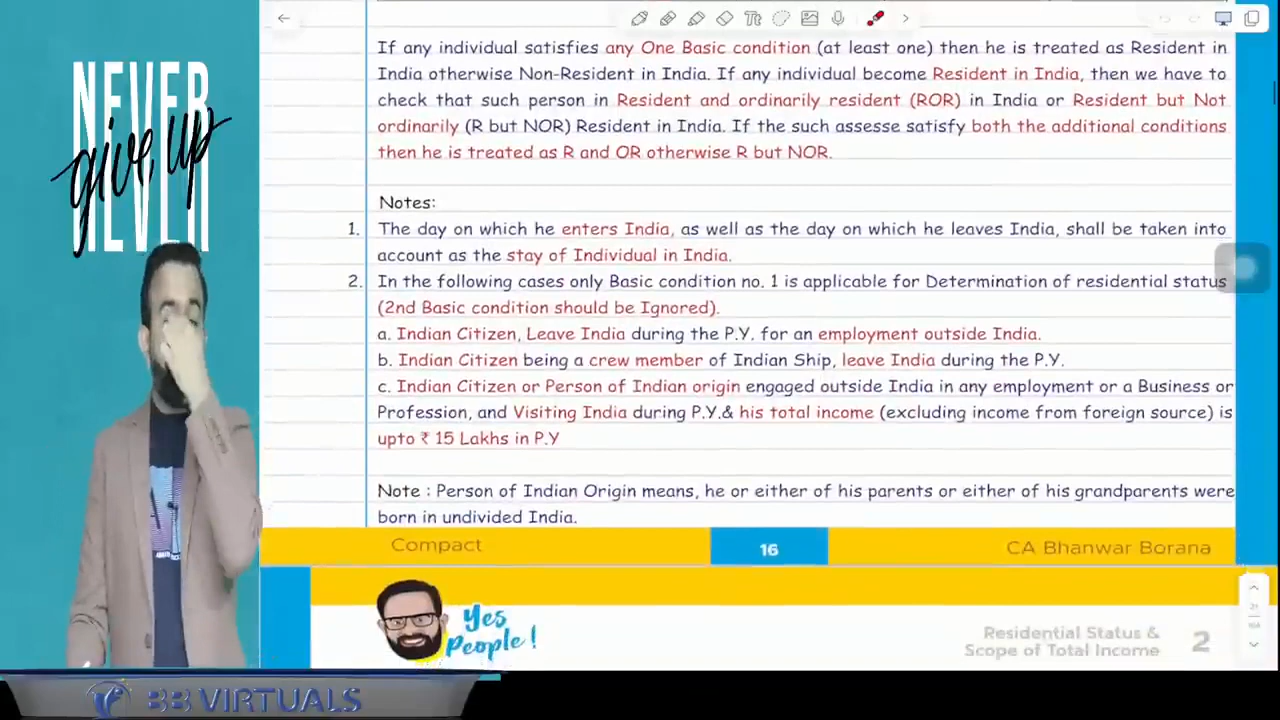 NEVER
give up
NEVER
If any individual satisfies any One Basic condition (at least one) then he is treated as Resident in
India otherwise Non-Resident in India. If any individual become Resident in India, then we have to
check that such person in Resident and ordinarily resident (ROR) in India or Resident but Not
ordinarily (R but NOR) Resident in India. If the such assesse satisfy both the additional conditions
then he is treated as R and OR otherwise R but NOR.
Notes:
1. The day on which he enters India, as well as the day on which he leaves India, shall be taken into
account as the stay of Individual in India.
2. In the following cases only Basic condition no. 1 is applicable for Determination of residential status
(2nd Basic condition should be Ignored).
a. Indian Citizen, Leave India during the P.Y. for an employment outside India.
b. Indian Citizen being a crew member of Indian Ship, leave India during the P.Y.
c. Indian Citizen or Person of Indian origin engaged outside India in any employment or a Business or
Profession, and Visiting India during P.Y.& his total income (excluding income from foreign source) is
upto ₹ 15 Lakhs in P.Y
Note : Person of Indian Origin means, he or either of his parents or either of his grandparents were
born in undivided India.
Compact 16 CA Bhanwar Borana
Yes
People!
Residential Status &
Scope of Total Income 2
BB VIRTUALS